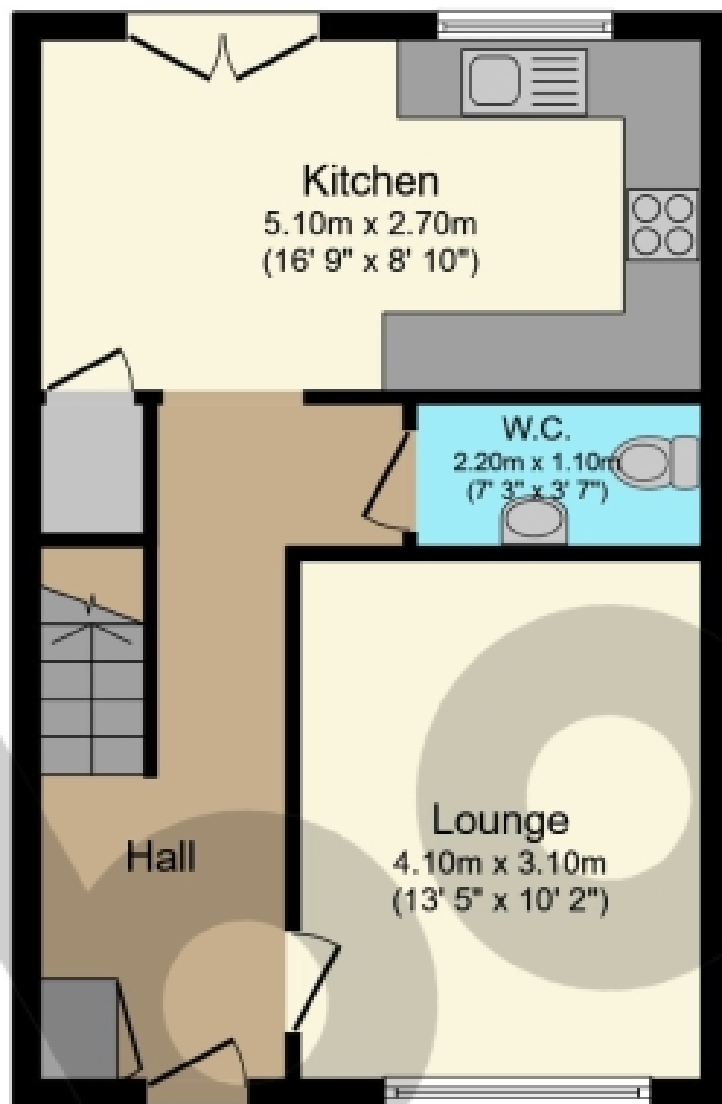 Kitchen
5.10m x 2.70m
(16' 9" x 8' 10")
W.C.
2.20m x 1.10m
(7' 3" x 3' 7")
Lounge
4.10m x 3.10m
(13' 5" x 10' 2")
Hall